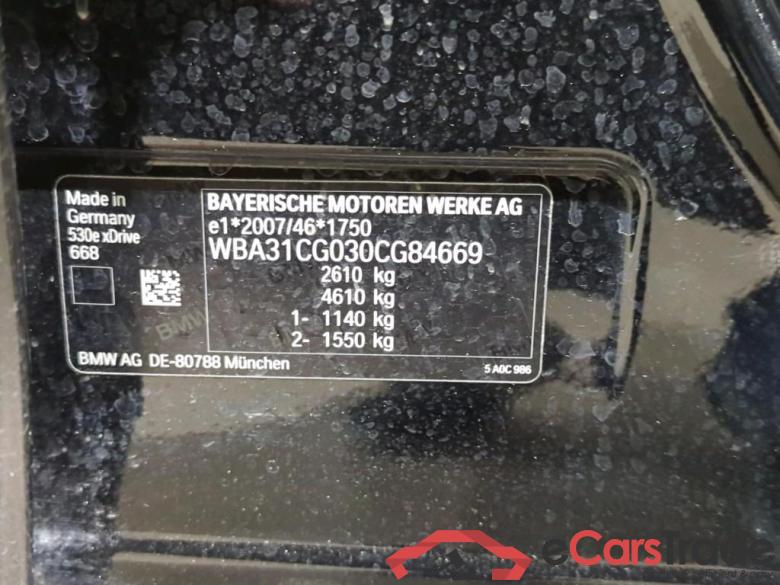 Made in
Germany
530e xDrive
668
BAYERISCHE MOTOREN WERKE AG
e1*2007/46*1750
WBA31CG030CG84669
2610 kg
4610 kg
1- 1140 kg
2- 1550 kg
BMW AG DE-80788 München
5 A0C 986
eCarsTrade